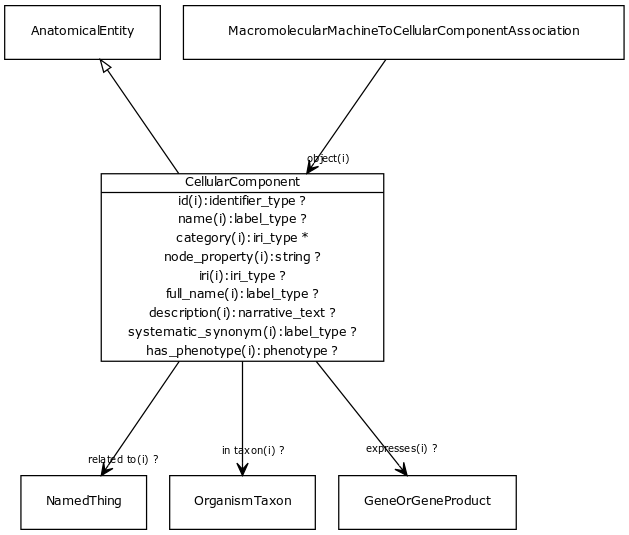 AnatomicalEntity
MacromolecularMachineToCellularComponentAssociation
object(i)
CellularComponent
id(i):identifier_type ?
name(i):label_type ?
category(i):iri_type *
node_property(i):string ?
iri(i):iri_type ?
full_name(i):label_type ?
description(i):narrative_text ?
systematic_synonym(i):label_type ?
has_phenotype(i):phenotype ?
related to(i) ?
in taxon(i) ?
expresses(i) ?
NamedThing
OrganismTaxon
GeneOrGeneProduct